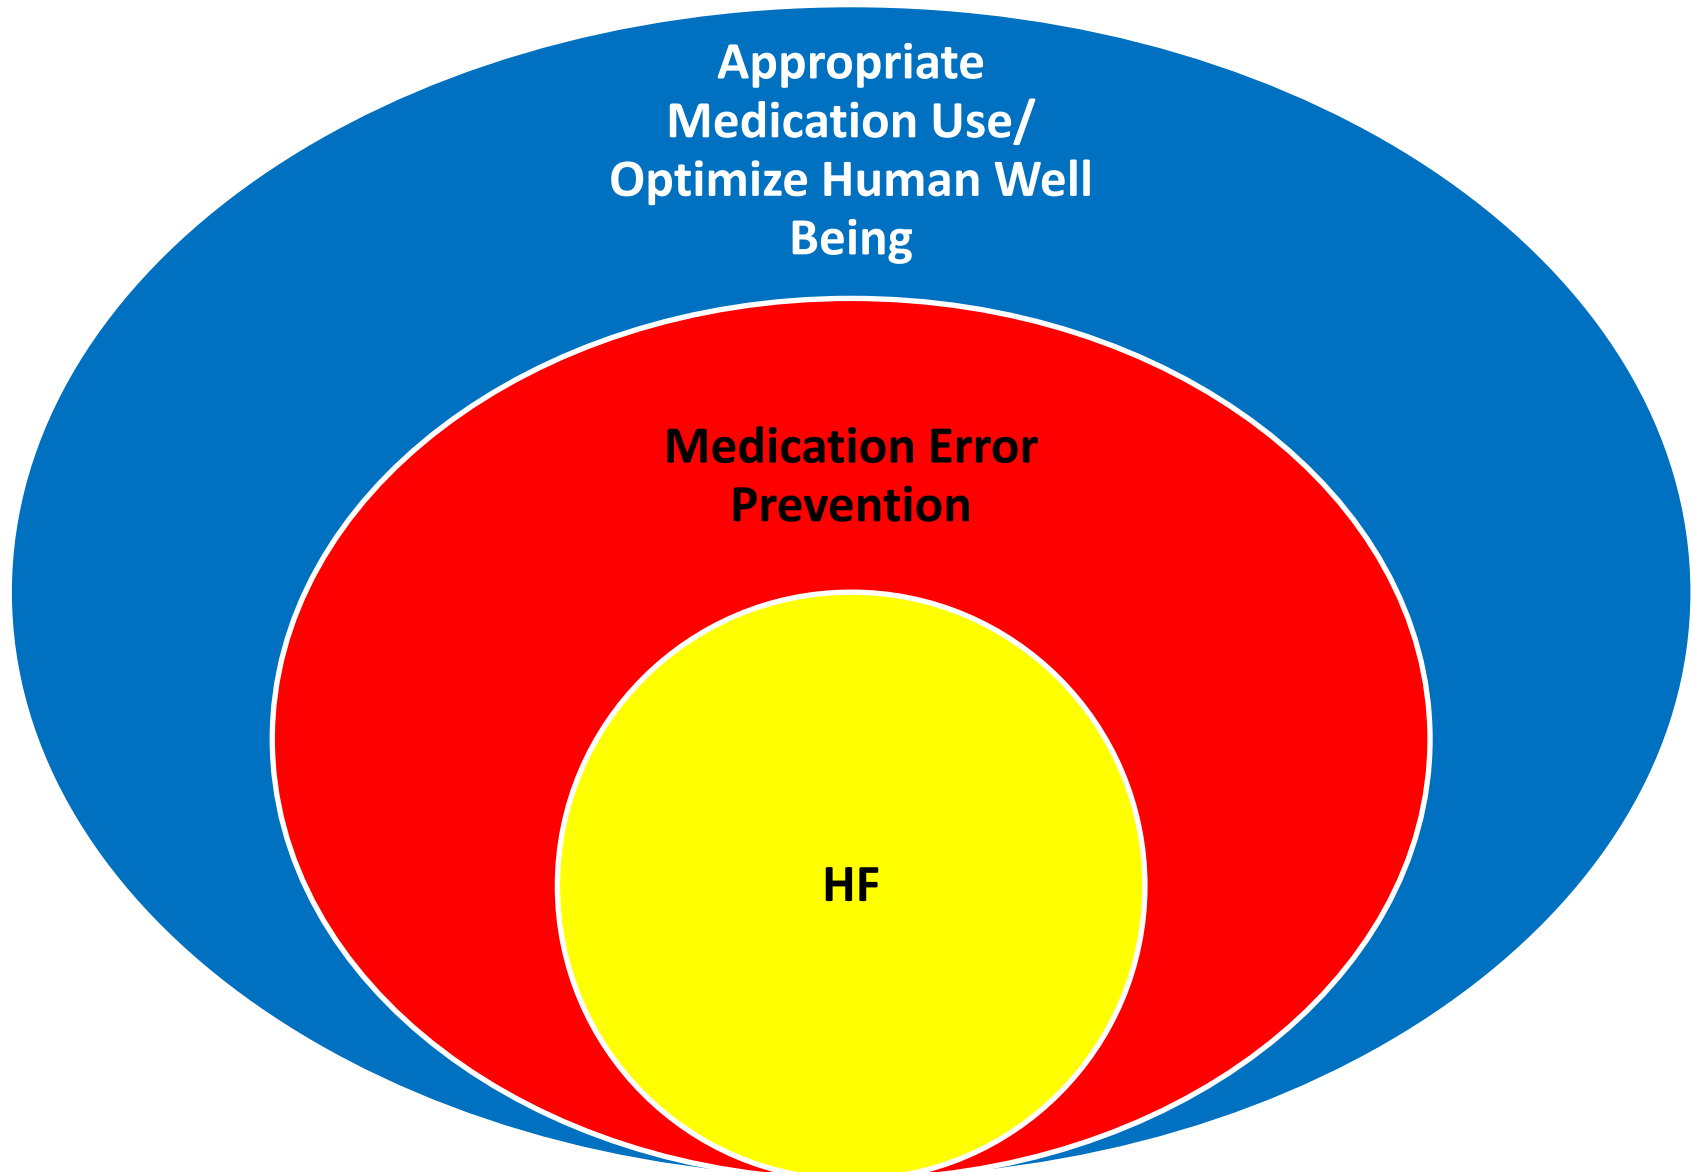 Appropriate
Medication Use/
Optimize Human Well
Being
Medication Error
Prevention
HF